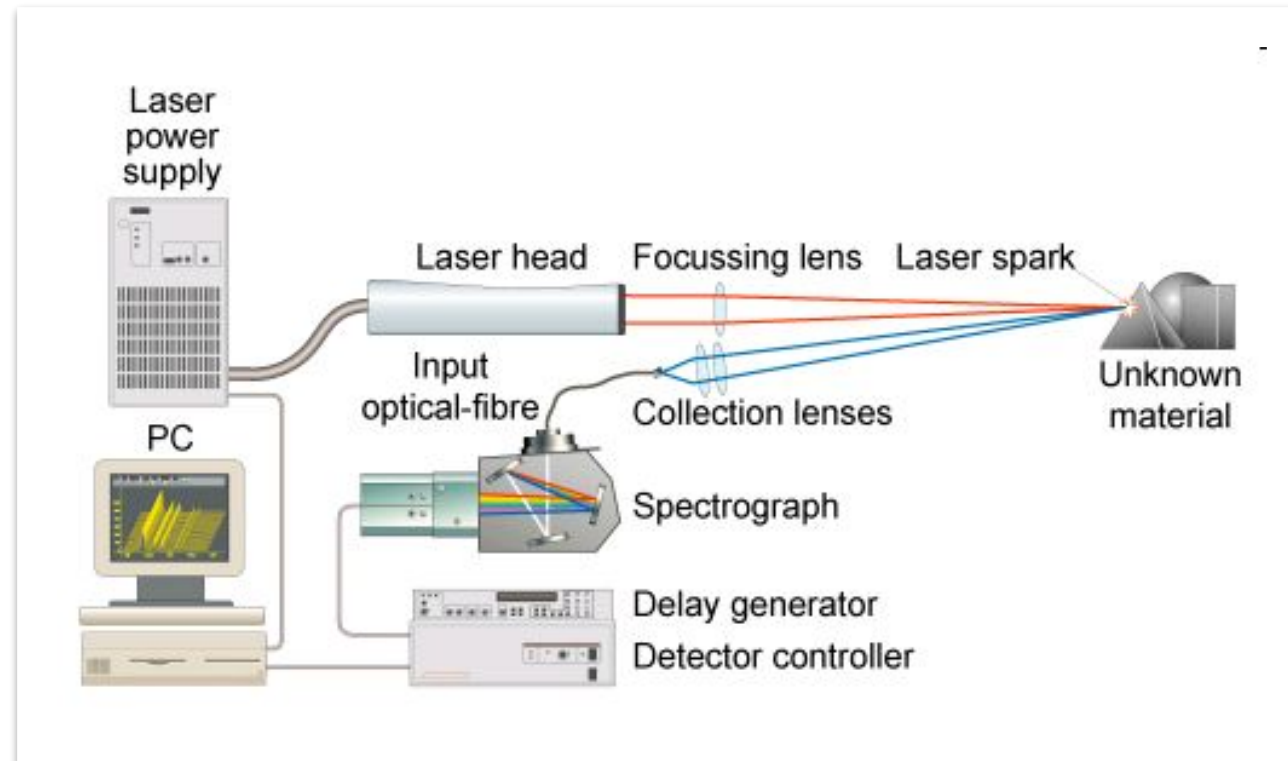 Laser
power
supply
Laser head
Focussing lens
Laser spark
Input
optical-fibre
Collection lenses
Unknown
material
PC
Spectrograph
Delay generator
Detector controller